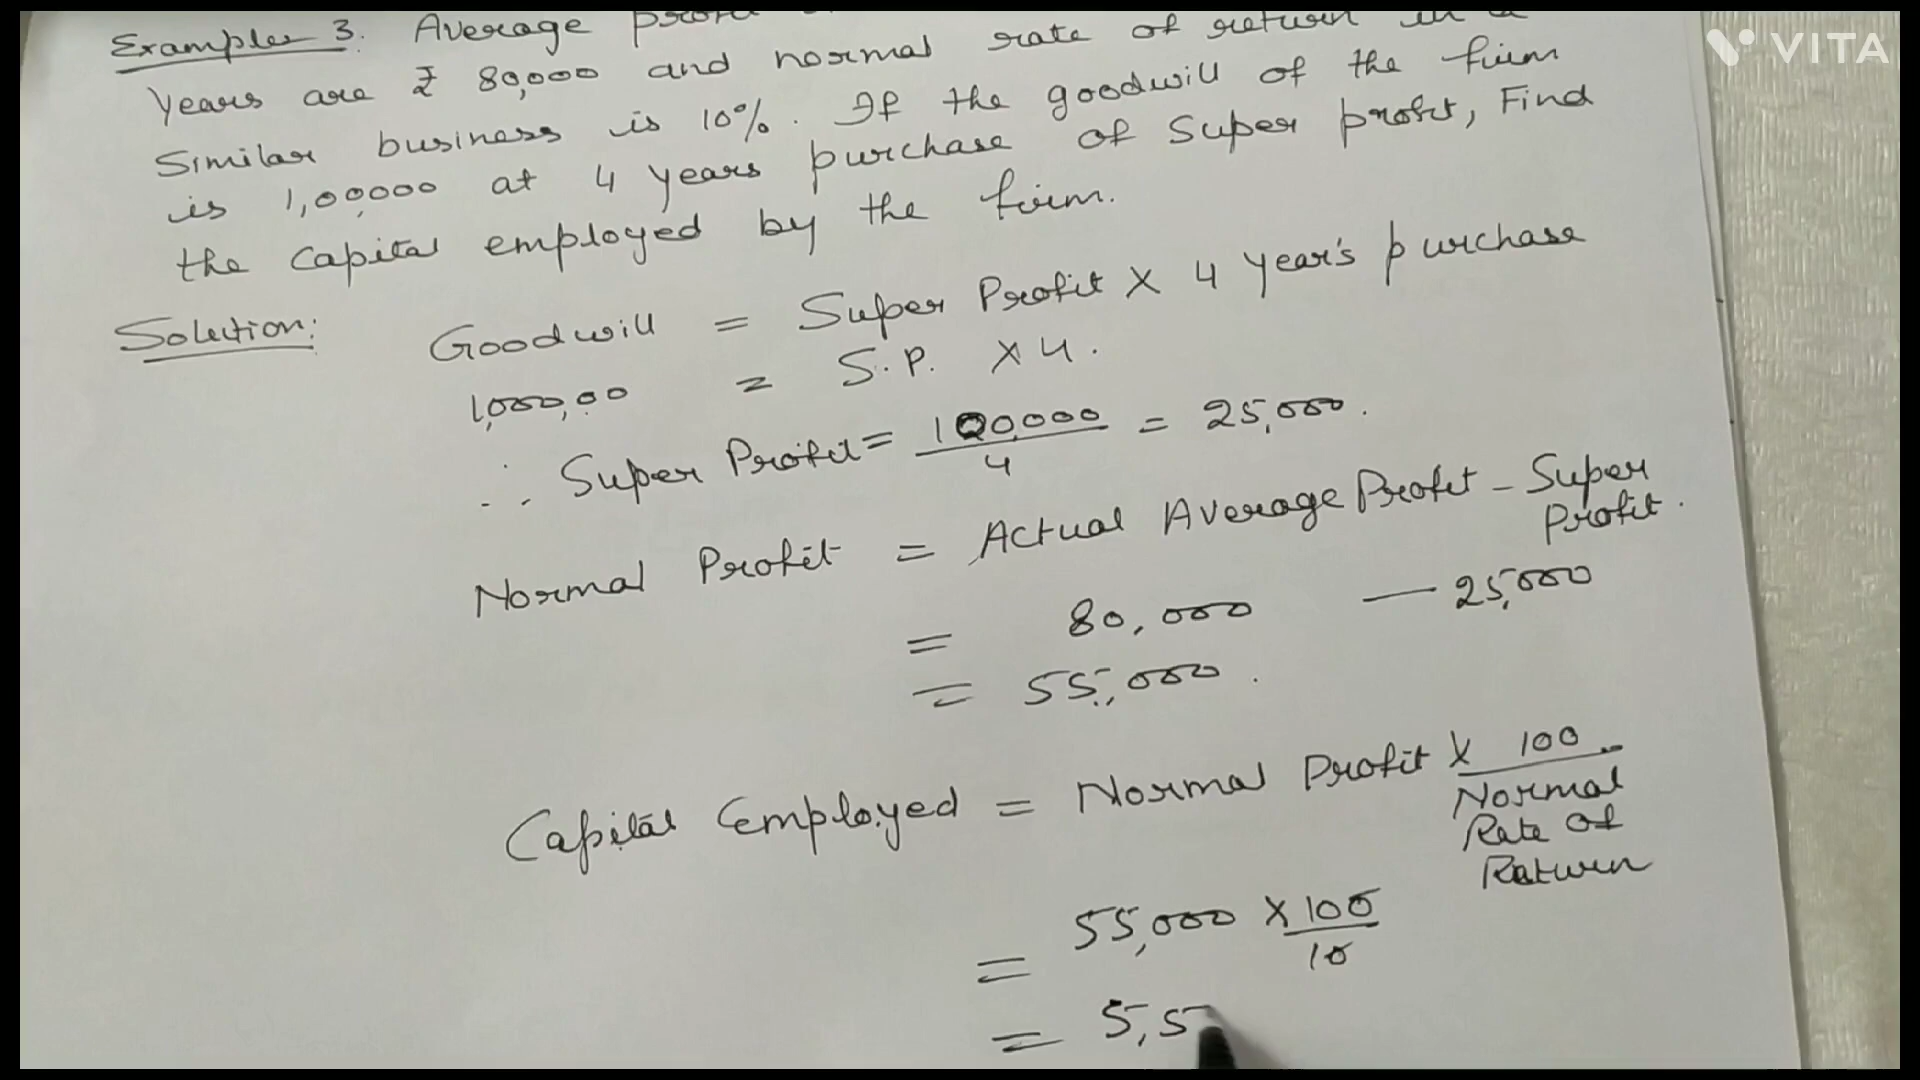 Example 3. Average
years are ₹ 80,000 and normal rate of return in a
Similar business is 10%. If the goodwill of the firm
is 1,00,000 at 4 years purchase of Super profit, Find
the Capital employed by the firm.
Solution: Goodwill = Super Profit X 4 year's purchase
1,000,00 = S.P. X 4.
∴ Super Profit = 100,000 / 4 = 25,000.
Normal Profit = Actual Average Profit - Super Profit.
= 80,000 — 25,000
= 55,000.
Capital Employed = Normal Profit X 100 / Normal Rate Of Return
= 55,000 X 100 / 10
= 5,5
VITA